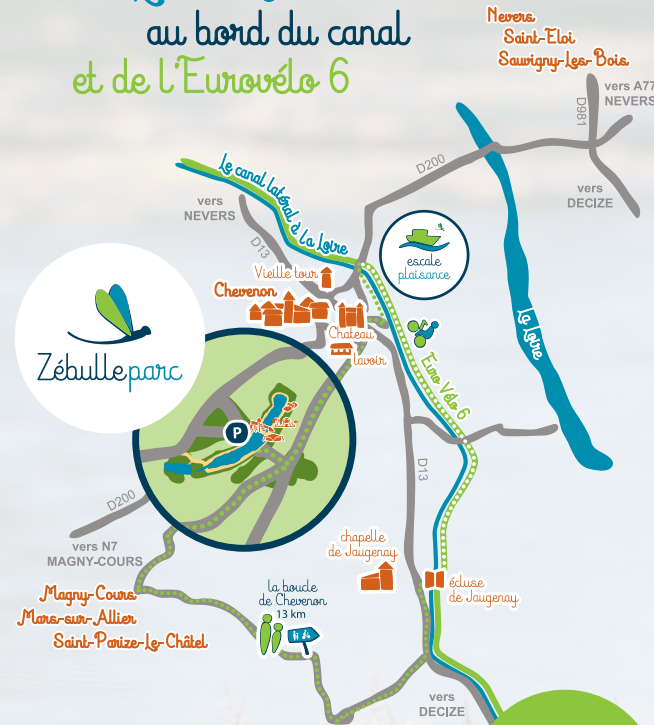 au bord du canal
et de l'Eurovélo 6
Nevers
Saint-Eloi
Sauvigny-Les-Bois
vers A77
NEVERS
D981
D200
vers
DECIZE
Le canal latéral à la Loire
vers
NEVERS
D13
escale
plaisance
Vieille tour
Chevenon
Chateau
lavoir
La Loire
Euro Vélo 6
Zébulleparc
P
D13
D200
vers N7
MAGNY-COURS
chapelle
de Jaugenay
écluse
de Jaugenay
la boucle
de Chevenon
13 km
Magny-Cours
Mars-sur-Allier
Saint-Parize-Le-Châtel
vers
DECIZE